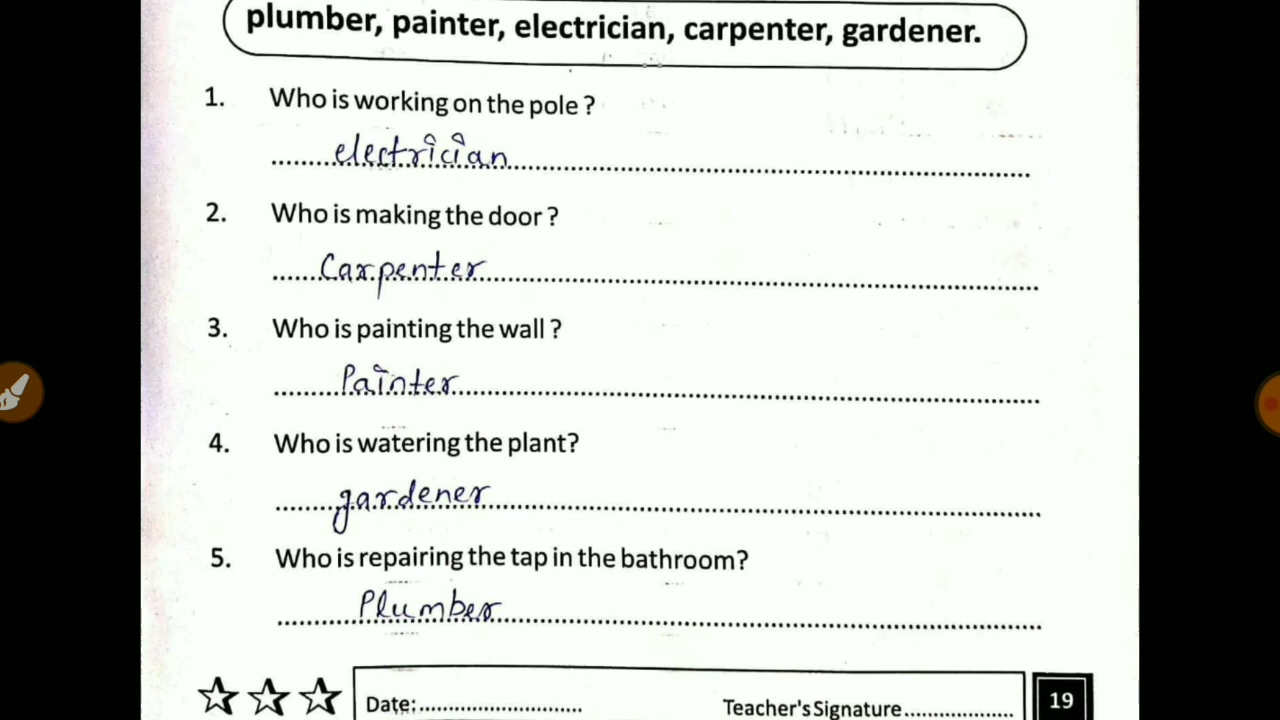 plumber, painter, electrician, carpenter, gardener.
1. Who is working on the pole ?
electrician
2. Who is making the door ?
Carpenter
3. Who is painting the wall ?
Painter
4. Who is watering the plant?
gardener
5. Who is repairing the tap in the bathroom?
Plumber
Date:............................ Teacher's Signature................... 19